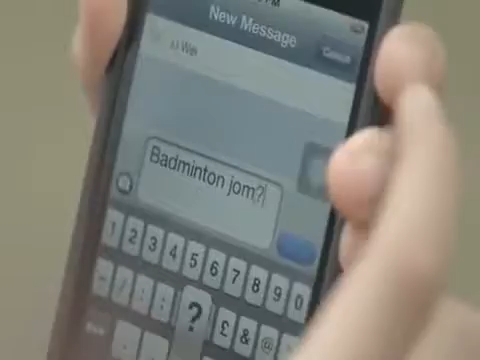 New Message
Cancel
Badminton jom?
1 2 3 4 5 6 7 8 9 0
?
£ & @